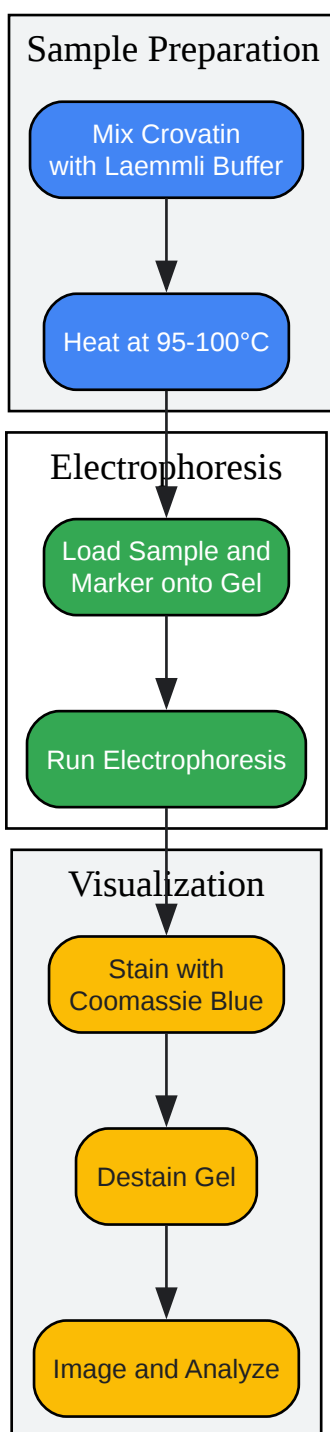 Sample Preparation
Mix Crovatin
with Laemmli Buffer
Heat at 95-100°C
Electrophoresis
Load Sample and
Marker onto Gel
Run Electrophoresis
Visualization
Stain with
Coomassie Blue
Destain Gel
Image and Analyze